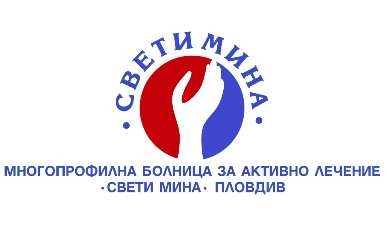 ·СВЕТИ МИНА·
МНОГОПРОФИЛНА БОЛНИЦА ЗА АКТИВНО ЛЕЧЕНИЕ
·СВЕТИ МИНА· ПЛОВДИВ